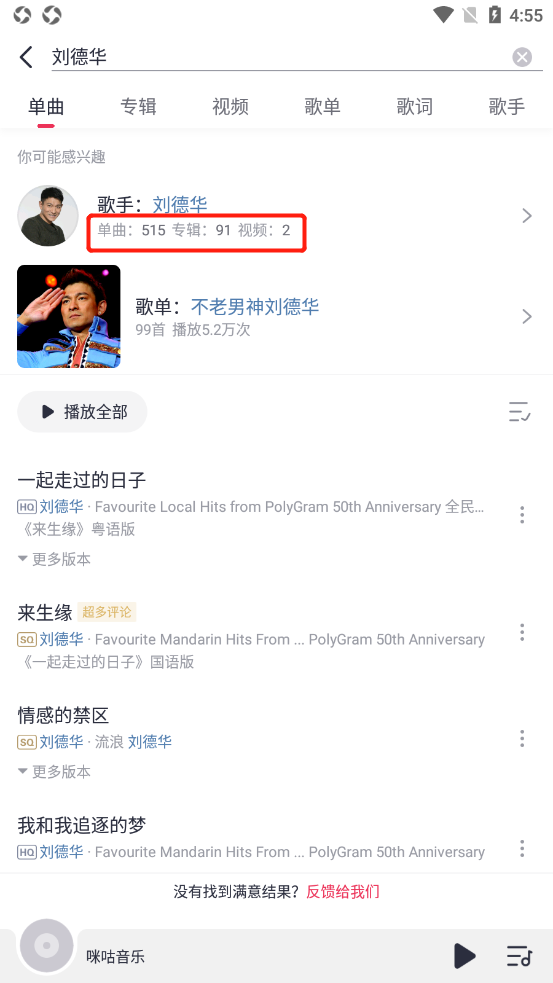 4:55
刘德华
单曲 专辑 视频 歌单 歌词 歌手
你可能感兴趣
歌手：刘德华
单曲：515 专辑：91 视频：2
歌单：不老男神刘德华
99首 播放5.2万次
播放全部
一起走过的日子
HQ 刘德华 · Favourite Local Hits from PolyGram 50th Anniversary 全民...
《来生缘》粤语版
更多版本
来生缘 超多评论
SQ 刘德华 · Favourite Mandarin Hits From ... PolyGram 50th Anniversary
《一起走过的日子》国语版
情感的禁区
SQ 刘德华 · 流浪 刘德华
更多版本
我和我追逐的梦
HQ 刘德华 · Favourite Mandarin Hits From ... PolyGram 50th Anniversary
没有找到满意结果？反馈给我们
咪咕音乐